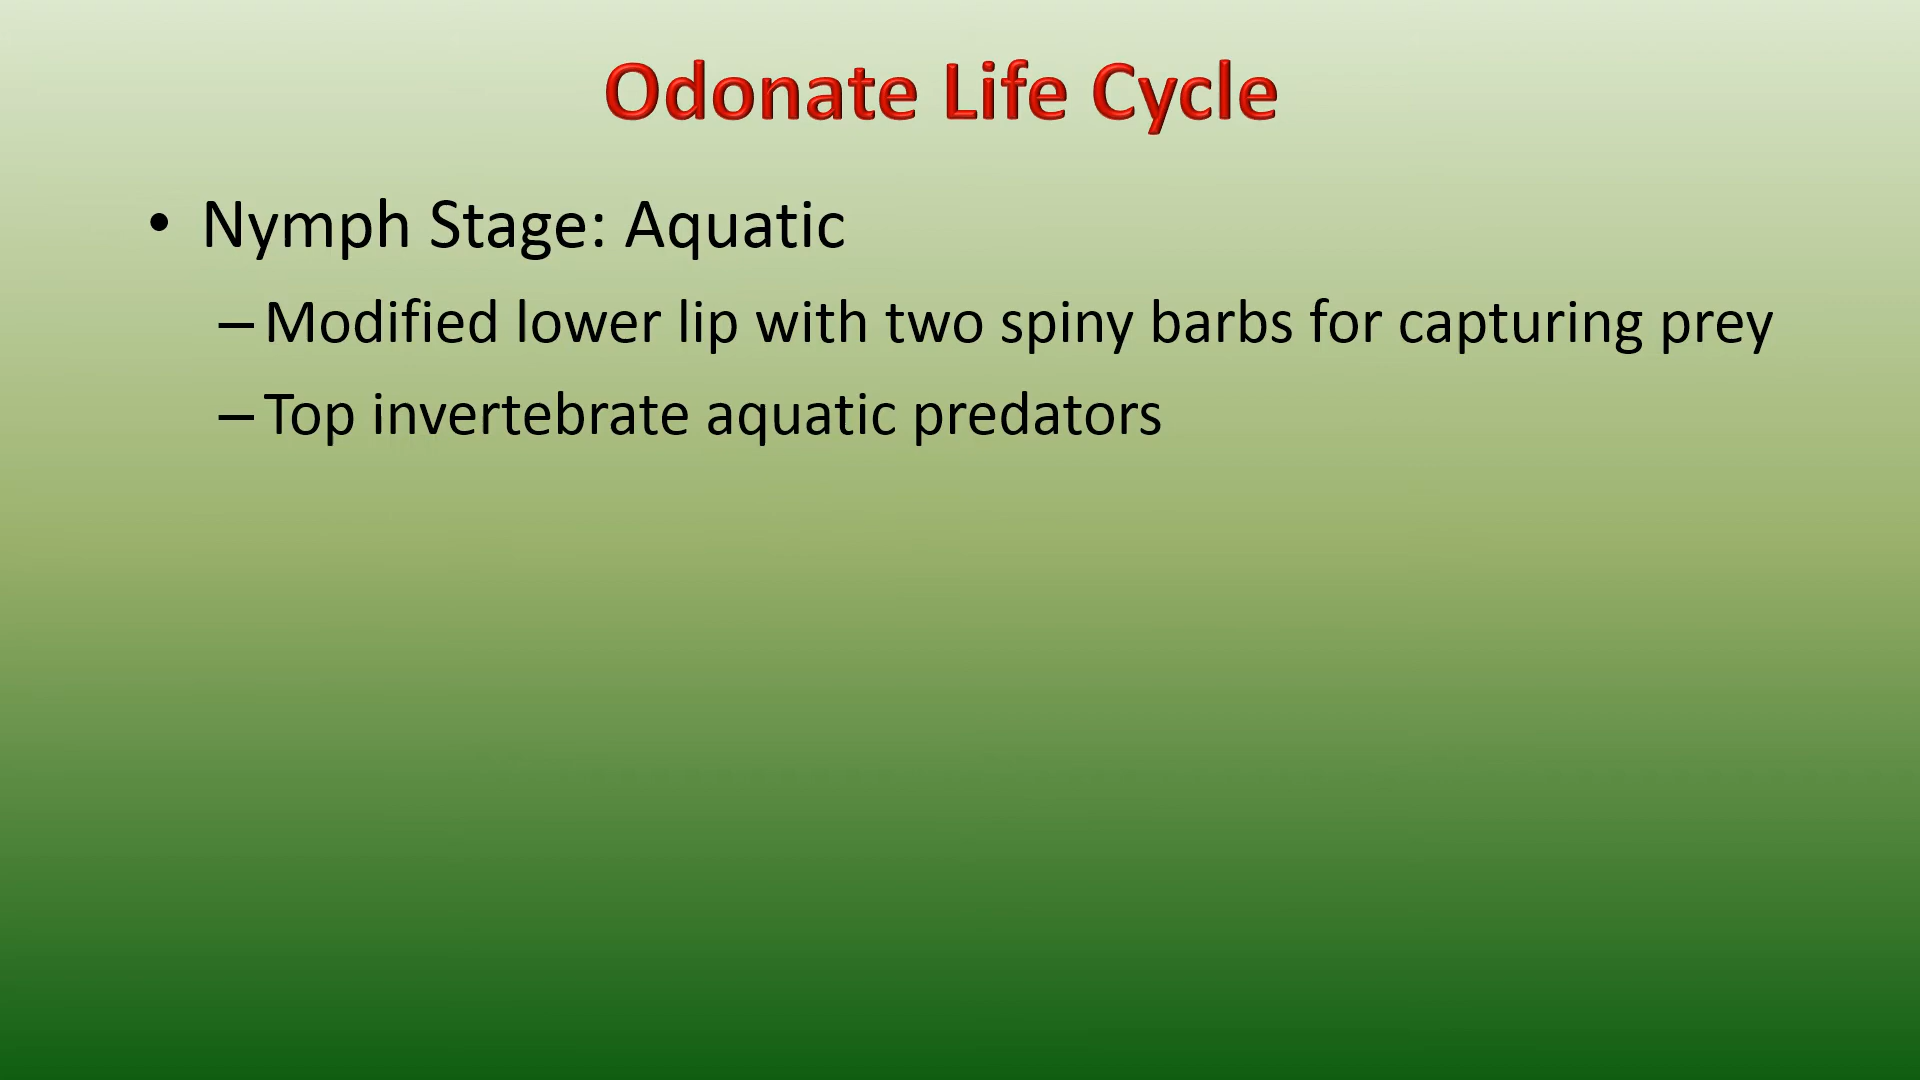 Odonate Life Cycle
• Nymph Stage: Aquatic
– Modified lower lip with two spiny barbs for capturing prey
– Top invertebrate aquatic predators